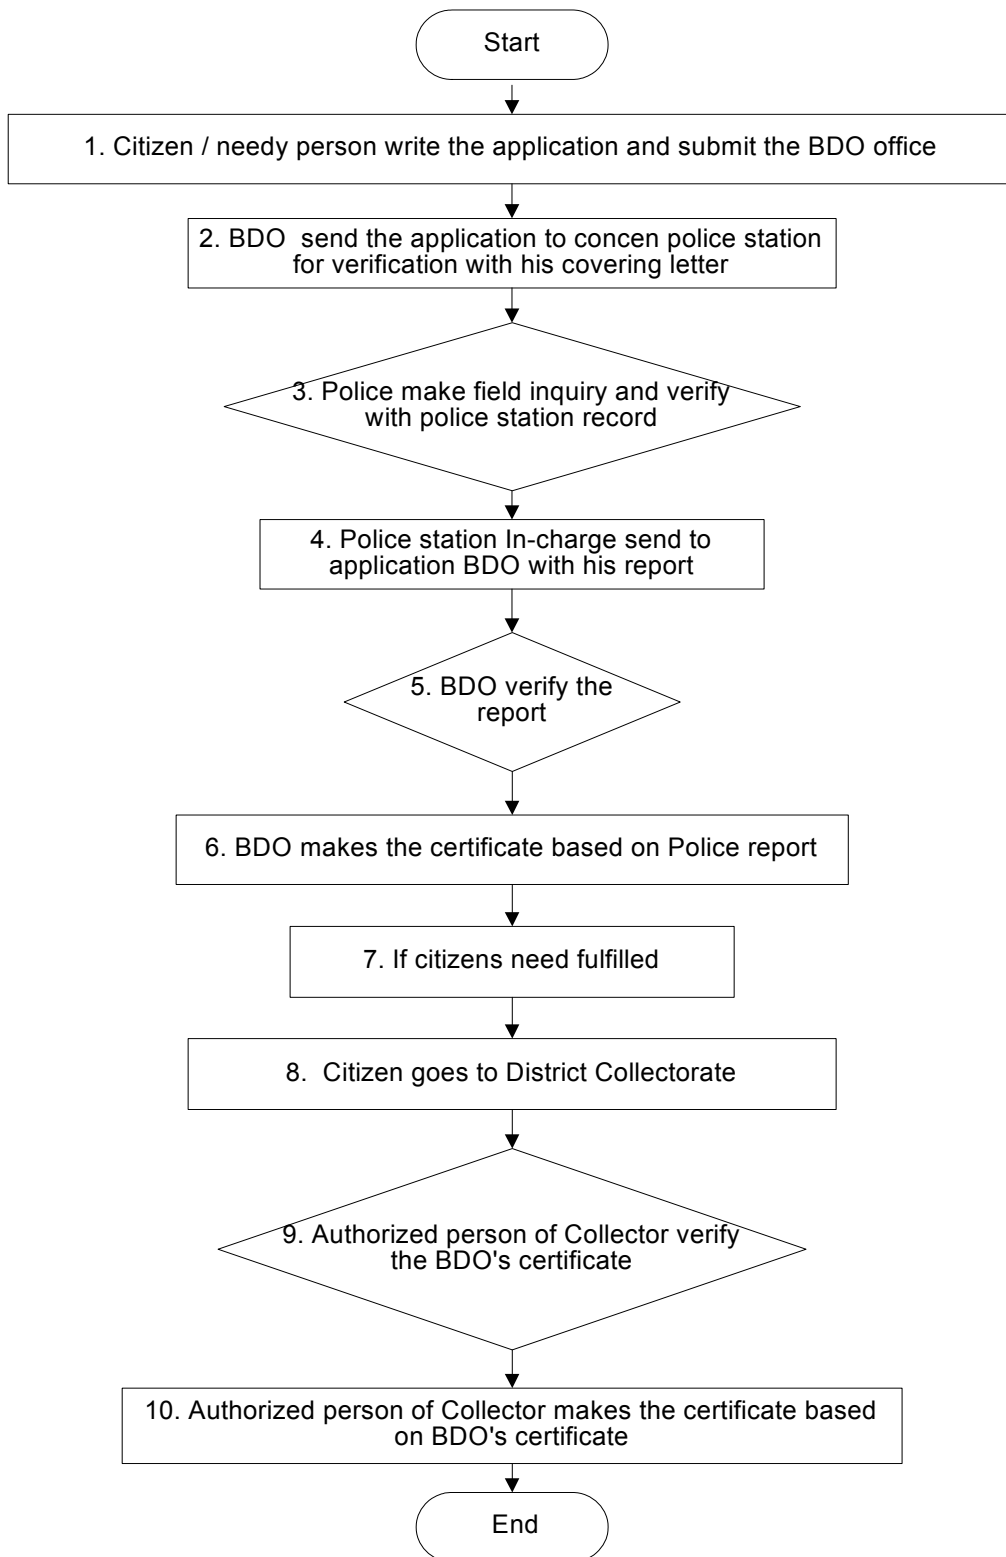 Start
1. Citizen / needy person write the application and submit the BDO office
2. BDO  send the application to concen police station
for verification with his covering letter
3. Police make field inquiry and verify
with police station record
4. Police station In-charge send to
application BDO with his report
5. BDO verify the
report
6. BDO makes the certificate based on Police report
7. If citizens need fulfilled
8.  Citizen goes to District Collectorate
9. Authorized person of Collector verify
the BDO's certificate
10. Authorized person of Collector makes the certificate based
on BDO's certificate
End